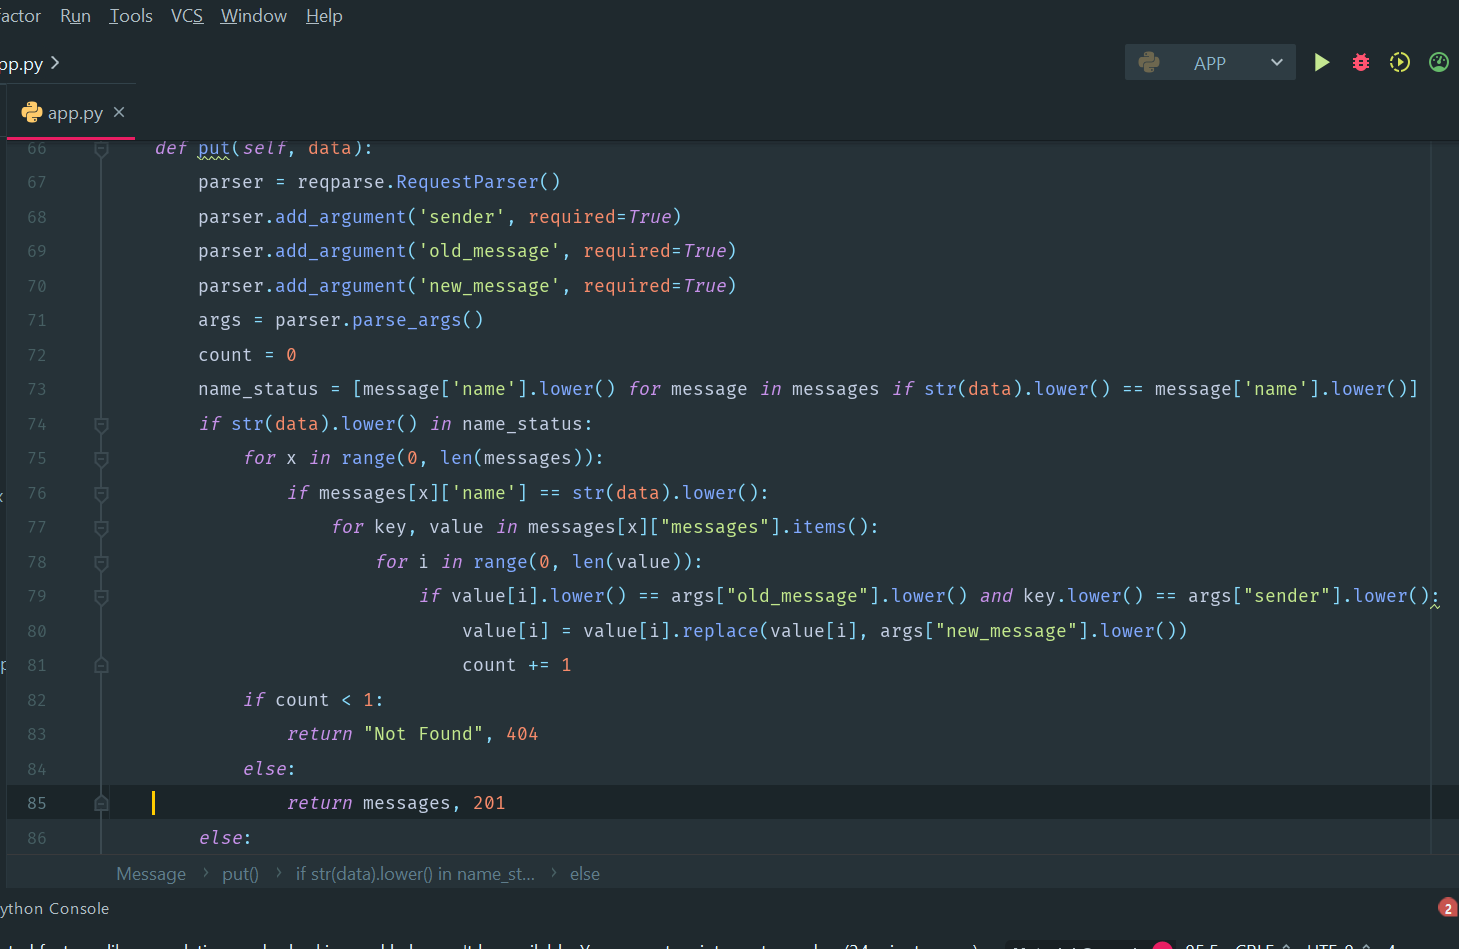 Run Tools VCS Window Help
APP
app.py
66 def put(self, data):
67 parser = reqparse.RequestParser()
68 parser.add_argument('sender', required=True)
69 parser.add_argument('old_message', required=True)
70 parser.add_argument('new_message', required=True)
71 args = parser.parse_args()
72 count = 0
73 name_status = [message['name'].lower() for message in messages if str(data).lower() == message['name'].lower()]
74 if str(data).lower() in name_status:
75 for x in range(0, len(messages)):
76 if messages[x]['name'] == str(data).lower():
77 for key, value in messages[x]["messages"].items():
78 for i in range(0, len(value)):
79 if value[i].lower() == args["old_message"].lower() and key.lower() == args["sender"].lower():
80 value[i] = value[i].replace(value[i], args["new_message"].lower())
81 count += 1
82 if count < 1:
83 return "Not Found", 404
84 else:
85 return messages, 201
86 else:
Message > put() > if str(data).lower() in name_st... > else
ython Console
2